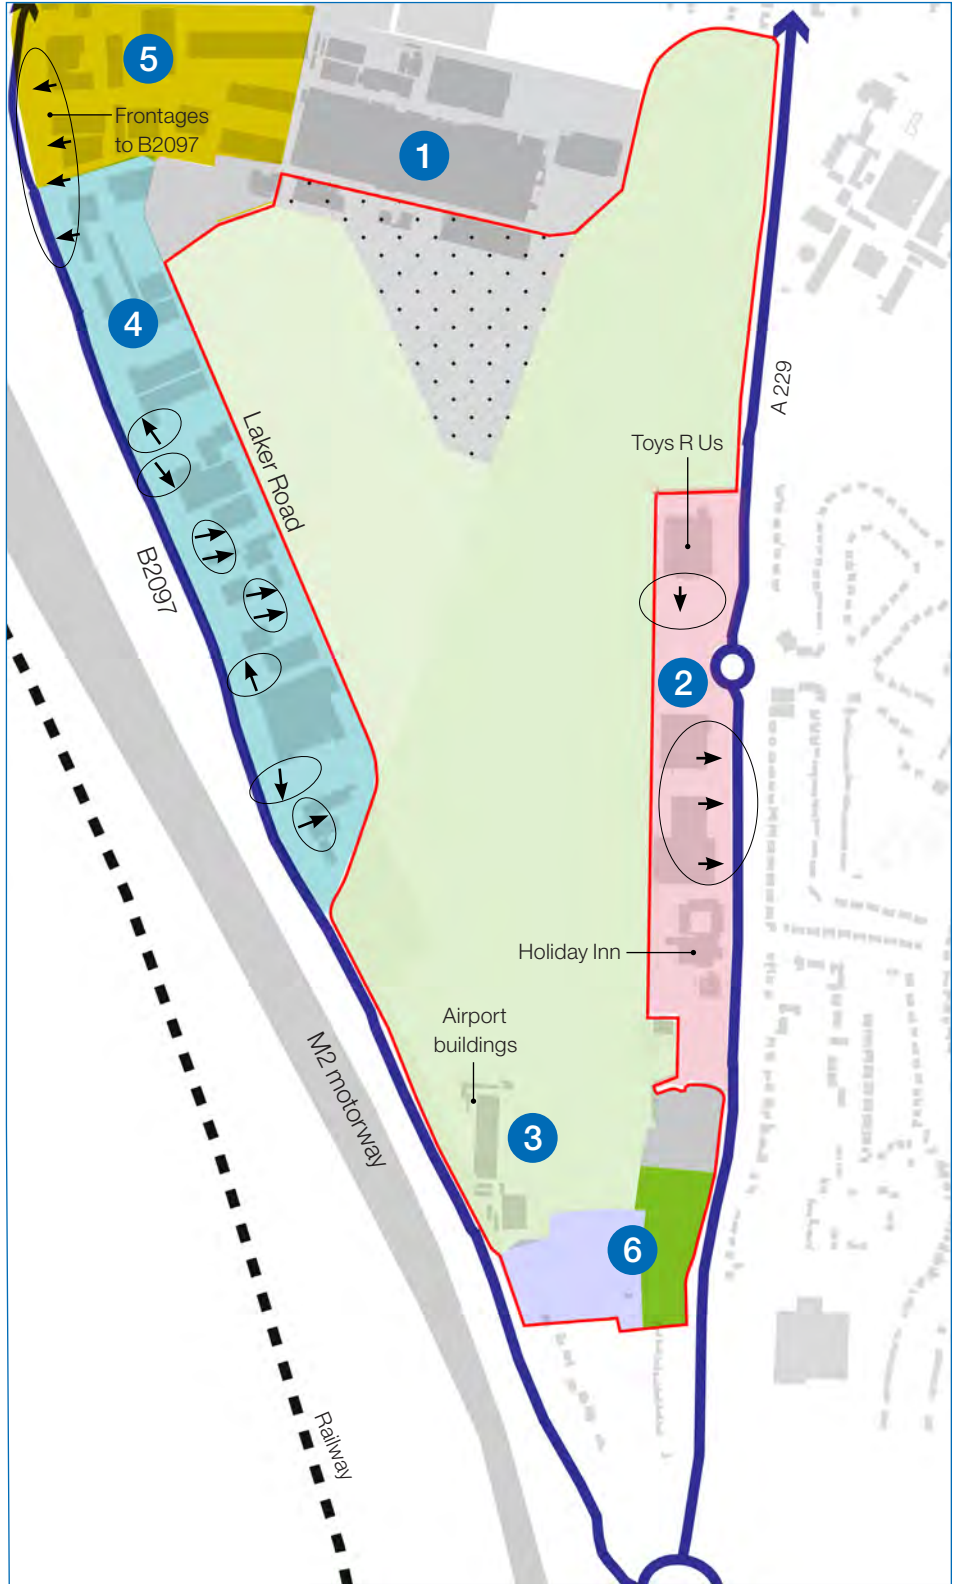 5
Frontages
to B2097
1
4
A 229
Laker Road
Toys R Us
B2097
2
Holiday Inn
Airport
buildings
M2 motorway
3
6
Railway